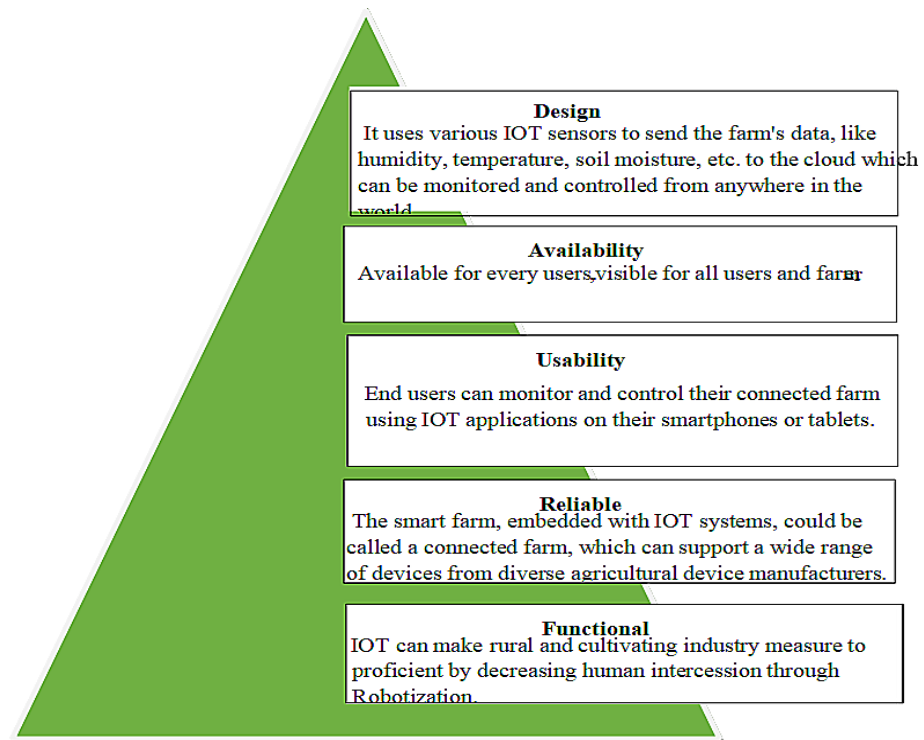 Design
It uses various IOT sensors to send the farm's data, like
humidity, temperature, soil moisture, etc. to the cloud which
can be monitored and controlled from anywhere in the
world
Availability
Available for every users,visible for all users and farm
Usability
End users can monitor and control their connected farm
using IOT applications on their smartphones or tablets.
Reliable
The smart farm, embedded with IOT systems, could be
called a connected farm, which can support a wide range
of devices from diverse agricultural device manufacturers.
Functional
IOT can make rural and cultivating industry measure to
proficient by decreasing human intercession through
Robotization.